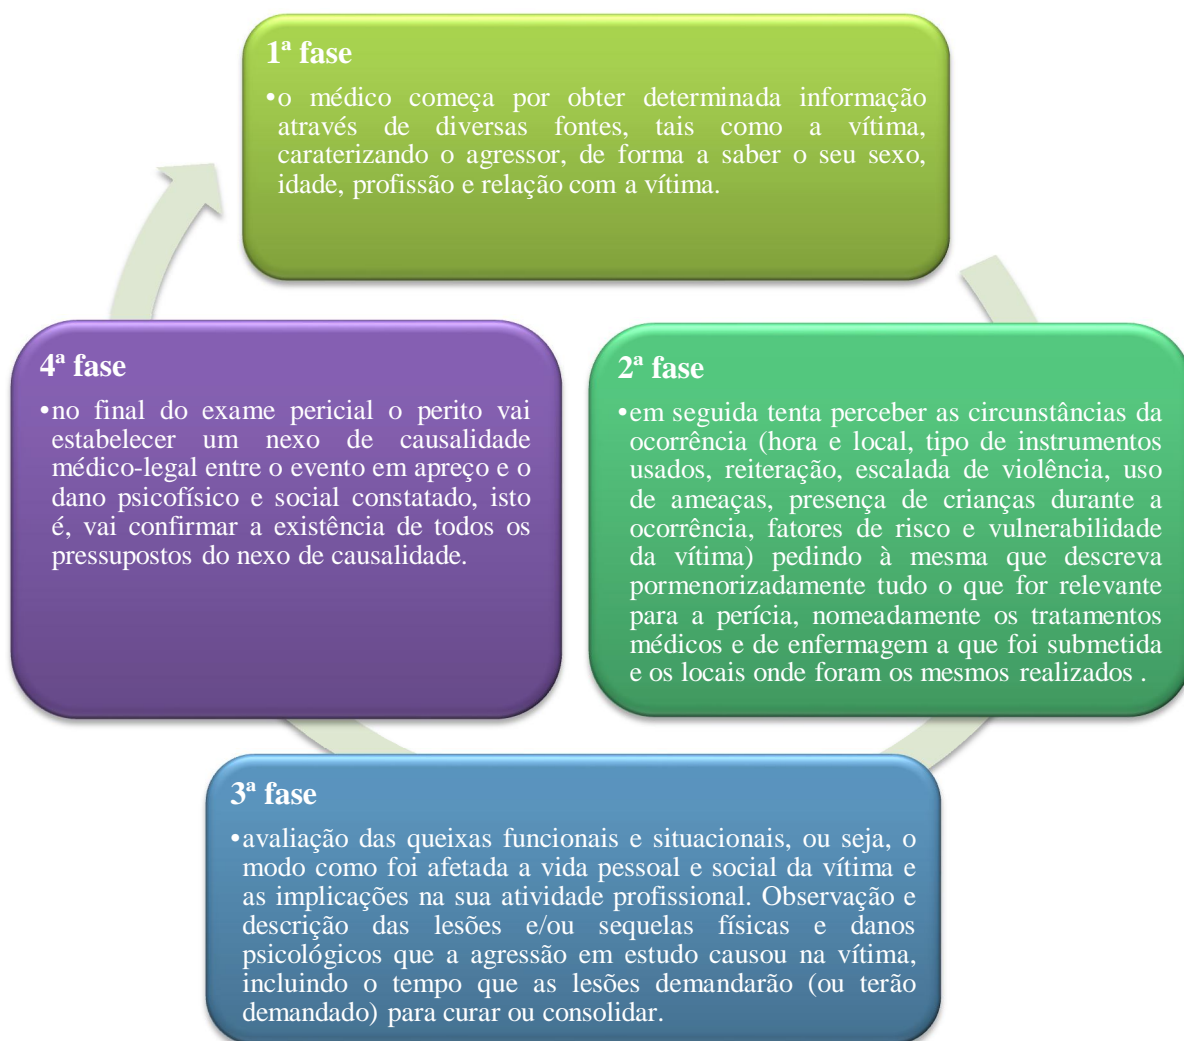 1ª fase
•o médico começa por obter determinada informação
através de diversas fontes, tais como a vítima,
caraterizando o agressor, de forma a saber o seu sexo,
idade, profissão e relação com a vítima.
2ª fase
•em seguida tenta perceber as circunstâncias da
ocorrência (hora e local, tipo de instrumentos
usados, reiteração, escalada de violência, uso
de ameaças, presença de crianças durante a
ocorrência, fatores de risco e vulnerabilidade
da vítima) pedindo à mesma que descreva
pormenorizadamente tudo o que for relevante
para a perícia, nomeadamente os tratamentos
médicos e de enfermagem a que foi submetida
e os locais onde foram os mesmos realizados .
3ª fase
•avaliação das queixas funcionais e situacionais, ou seja, o
modo como foi afetada a vida pessoal e social da vítima e
as implicações na sua atividade profissional. Observação e
descrição das lesões e/ou sequelas físicas e danos
psicológicos que a agressão em estudo causou na vítima,
incluindo o tempo que as lesões demandarão (ou terão
demandado) para curar ou consolidar.
4ª fase
•no final do exame pericial o perito vai
estabelecer um nexo de causalidade
médico-legal entre o evento em apreço e o
dano psicofísico e social constatado, isto
é, vai confirmar a existência de todos os
pressupostos do nexo de causalidade.